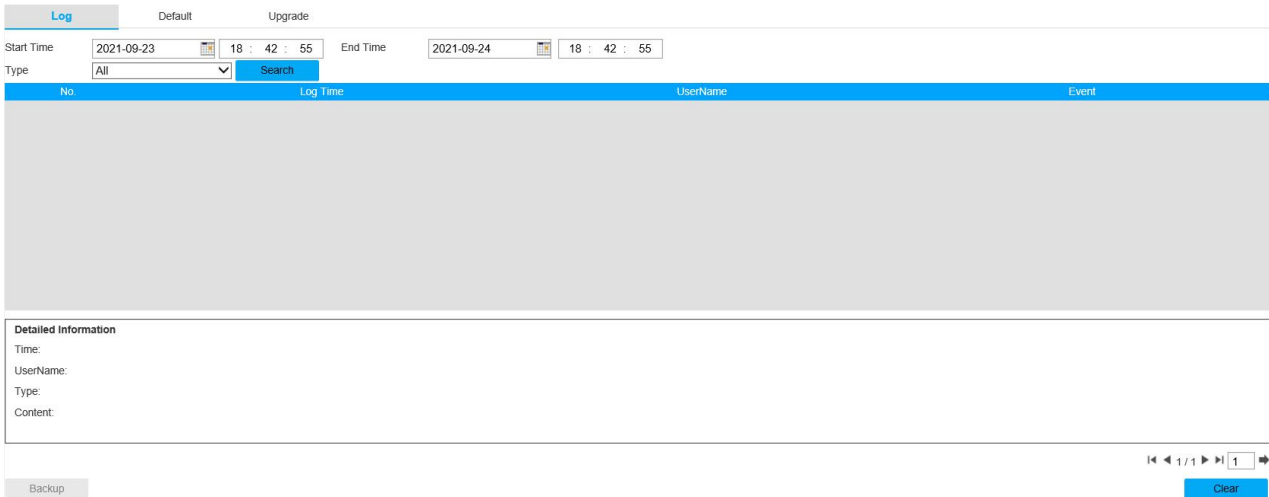 Log Default Upgrade
Start Time 2021-09-23 18 : 42 : 55 End Time 2021-09-24 18 : 42 : 55
Type All Search
No. Log Time UserName Event
Detailed Information
Time:
UserName:
Type:
Content:
1 / 1 1
Backup Clear